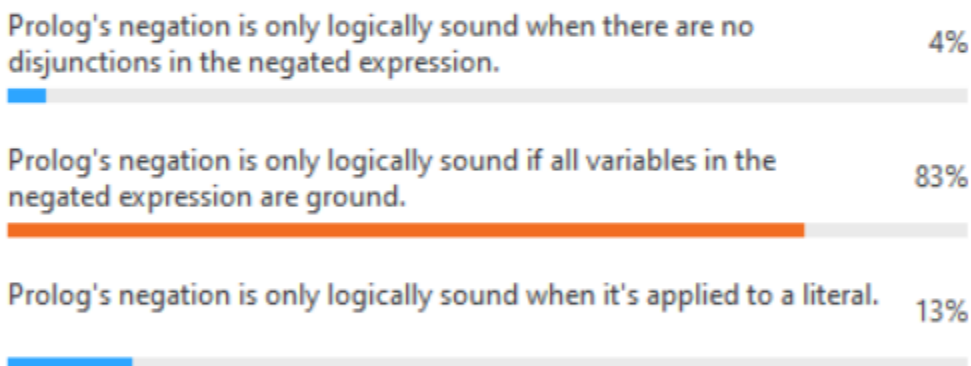 Prolog's negation is only logically sound when there are no
disjunctions in the negated expression.
4%
Prolog's negation is only logically sound if all variables in the
negated expression are ground.
83%
Prolog's negation is only logically sound when it's applied to a literal.
13%